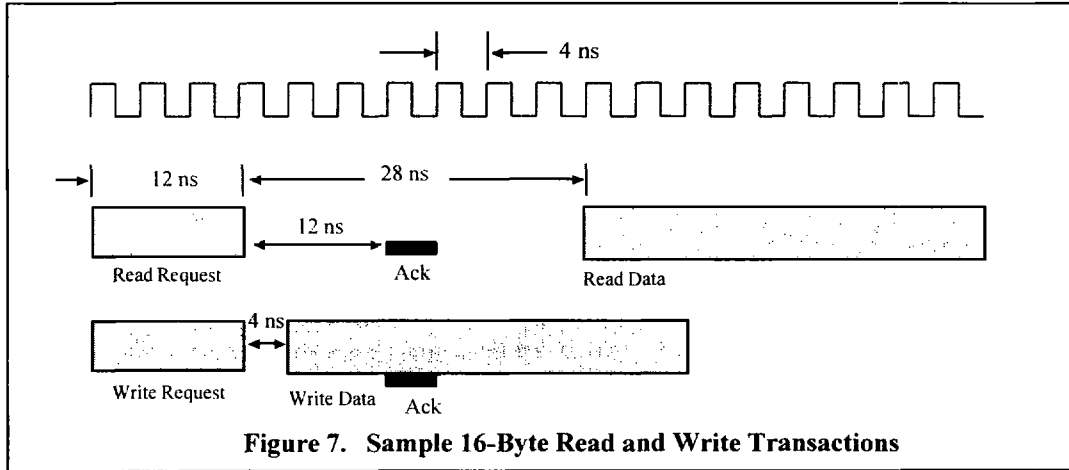 4 ns
12 ns
28 ns
12 ns
Ack
Read Request
Read Data
4 ns
Write Request
Write Data
Ack
Figure 7. Sample 16-Byte Read and Write Transactions